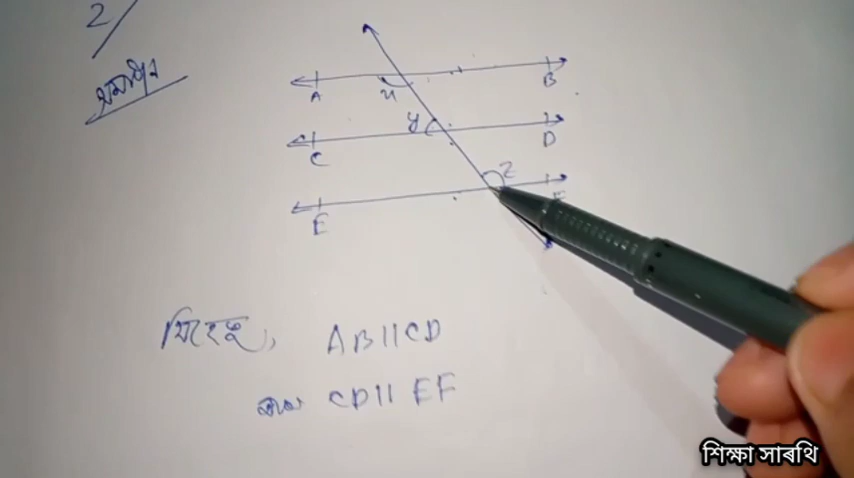 2/
সমাধান
A B
x
y
C D
z
E F
যিহেতু, AB || CD
আৰু CD || EF
শিক্ষা সাৰথি